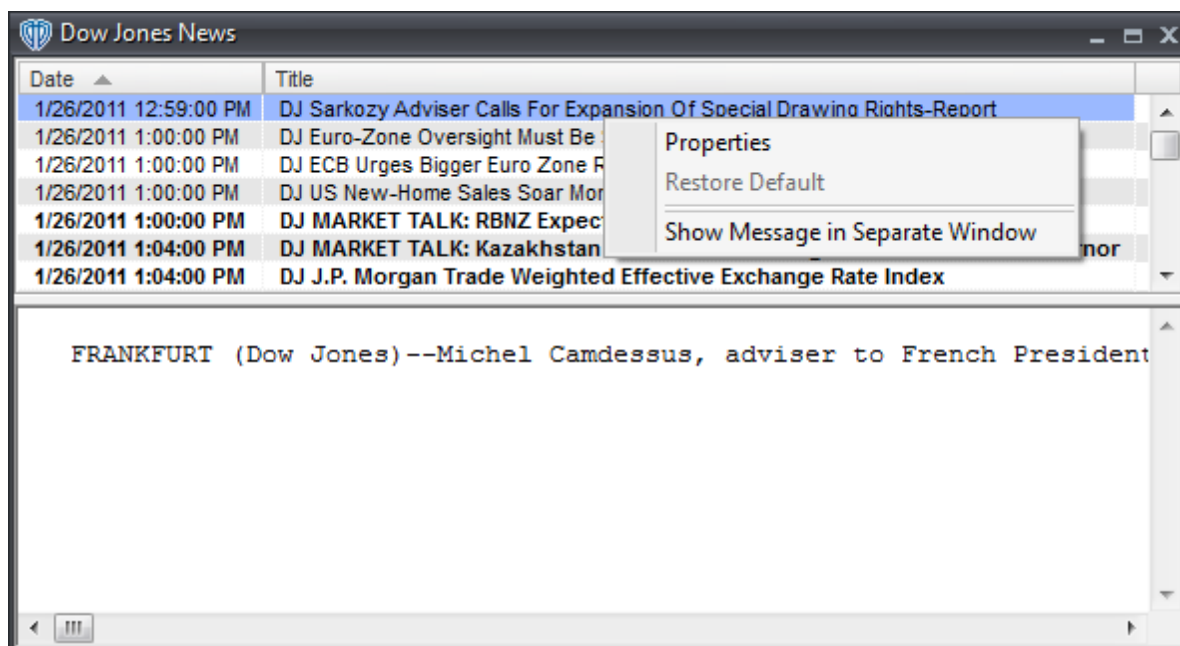 Dow Jones News
Date Title
1/26/2011 12:59:00 PM DJ Sarkozy Adviser Calls For Expansion Of Special Drawing Rights-Report
1/26/2011 1:00:00 PM DJ Euro-Zone Oversight Must Be
1/26/2011 1:00:00 PM DJ ECB Urges Bigger Euro Zone
1/26/2011 1:00:00 PM DJ US New-Home Sales Soar
1/26/2011 1:00:00 PM DJ MARKET TALK: RBNZ
1/26/2011 1:04:00 PM DJ MARKET TALK: Kazakhstan
1/26/2011 1:04:00 PM DJ J.P. Morgan Trade Weighted Effective Exchange Rate Index
Properties
Restore Default
Show Message in Separate Window
FRANKFURT (Dow Jones)--Michel Camdessus, adviser to French President